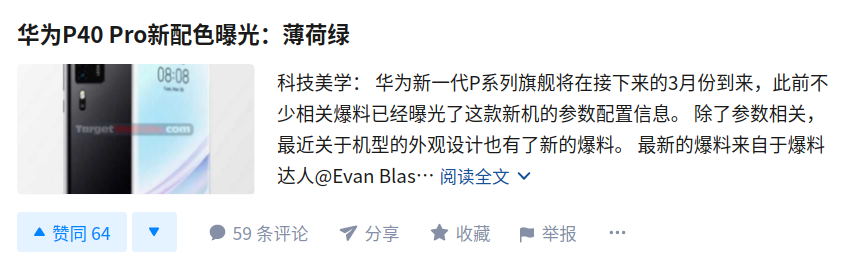 华为P40 Pro新配色曝光：薄荷绿
08:08
科技美学： 华为新一代P系列旗舰将在接下来的3月份到来，此前不
少相关爆料已经曝光了这款新机的参数配置信息。 除了参数相关，
最近关于机型的外观设计也有了新的爆料。 最新的爆料来自于爆料
达人@Evan Blas… 阅读全文
赞同 64
59 条评论 分享 收藏 举报 …